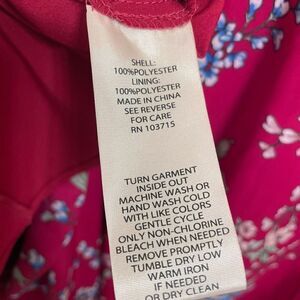 SHELL:
100%POLYESTER
LINING:
100%POLYESTER
MADE IN CHINA
SEE REVERSE
FOR CARE
RN 103715
TURN GARMENT
INSIDE OUT
MACHINE WASH OR
HAND WASH COLD
WITH LIKE COLORS
GENTLE CYCLE
ONLY NON-CHLORINE
BLEACH WHEN NEEDED
REMOVE PROMPTLY
TUMBLE DRY LOW
WARM IRON
IF NEEDED
OR DRY CLEAN